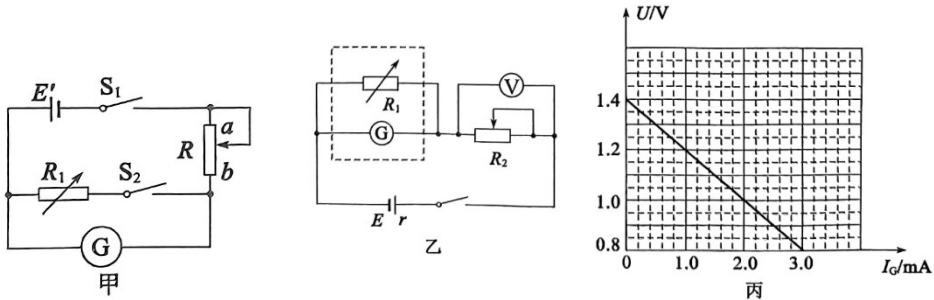 E′ S₁
a
R
b
R₁ S₂
G
甲
R₁
V
G
R₂
E r
乙
U/V
1.4
1.2
1.0
0.8
0 1.0 2.0 3.0 I_G/mA
丙